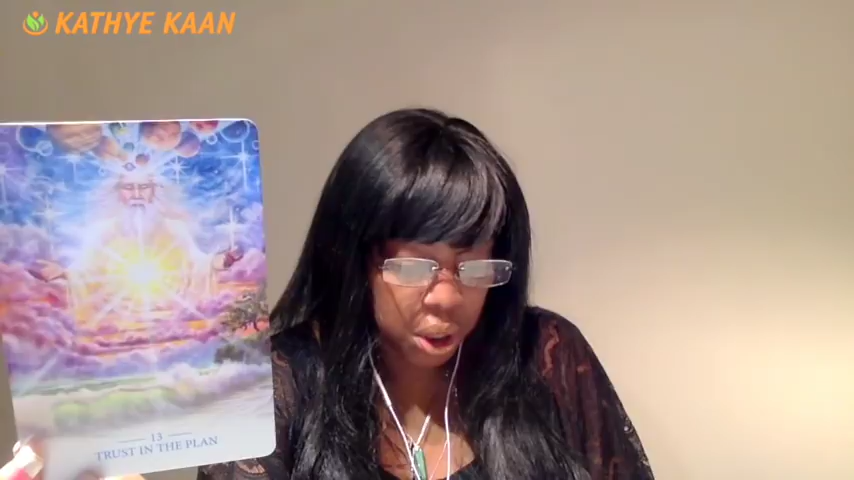 KATHYE KAAN
13
TRUST IN THE PLAN